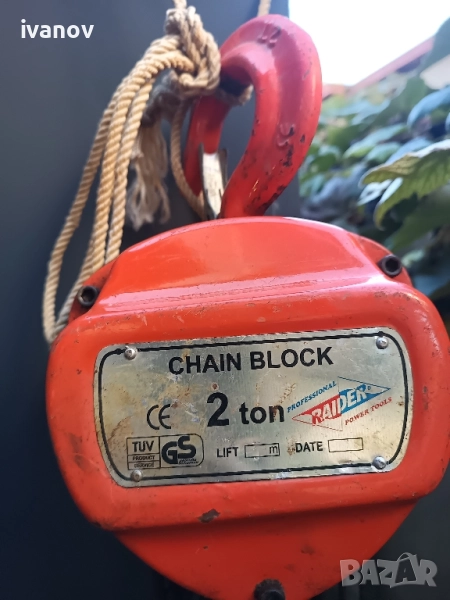 ivanov
CHAIN BLOCK
CE 2 ton
PROFESSIONAL
RAIDER®
POWER TOOLS
TUV
GS
LIFT m DATE
BAZAR